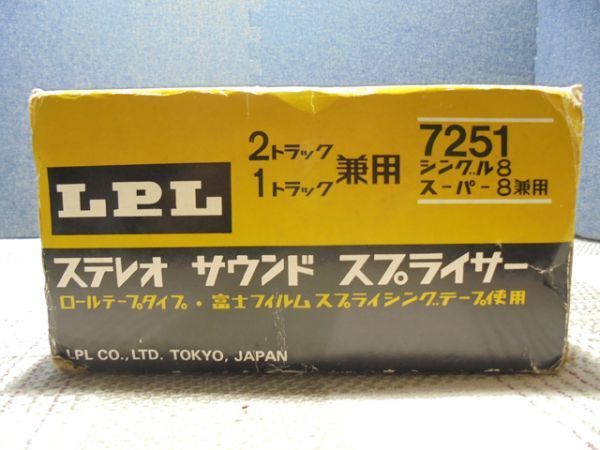 LPL
2トラック
1トラック
兼用
7251
シングル8
スーパー8兼用
ステレオ サウンド スプライサー
ロールテープタイプ・富士フィルムスプライシングテープ使用
LPL CO., LTD. TOKYO, JAPAN